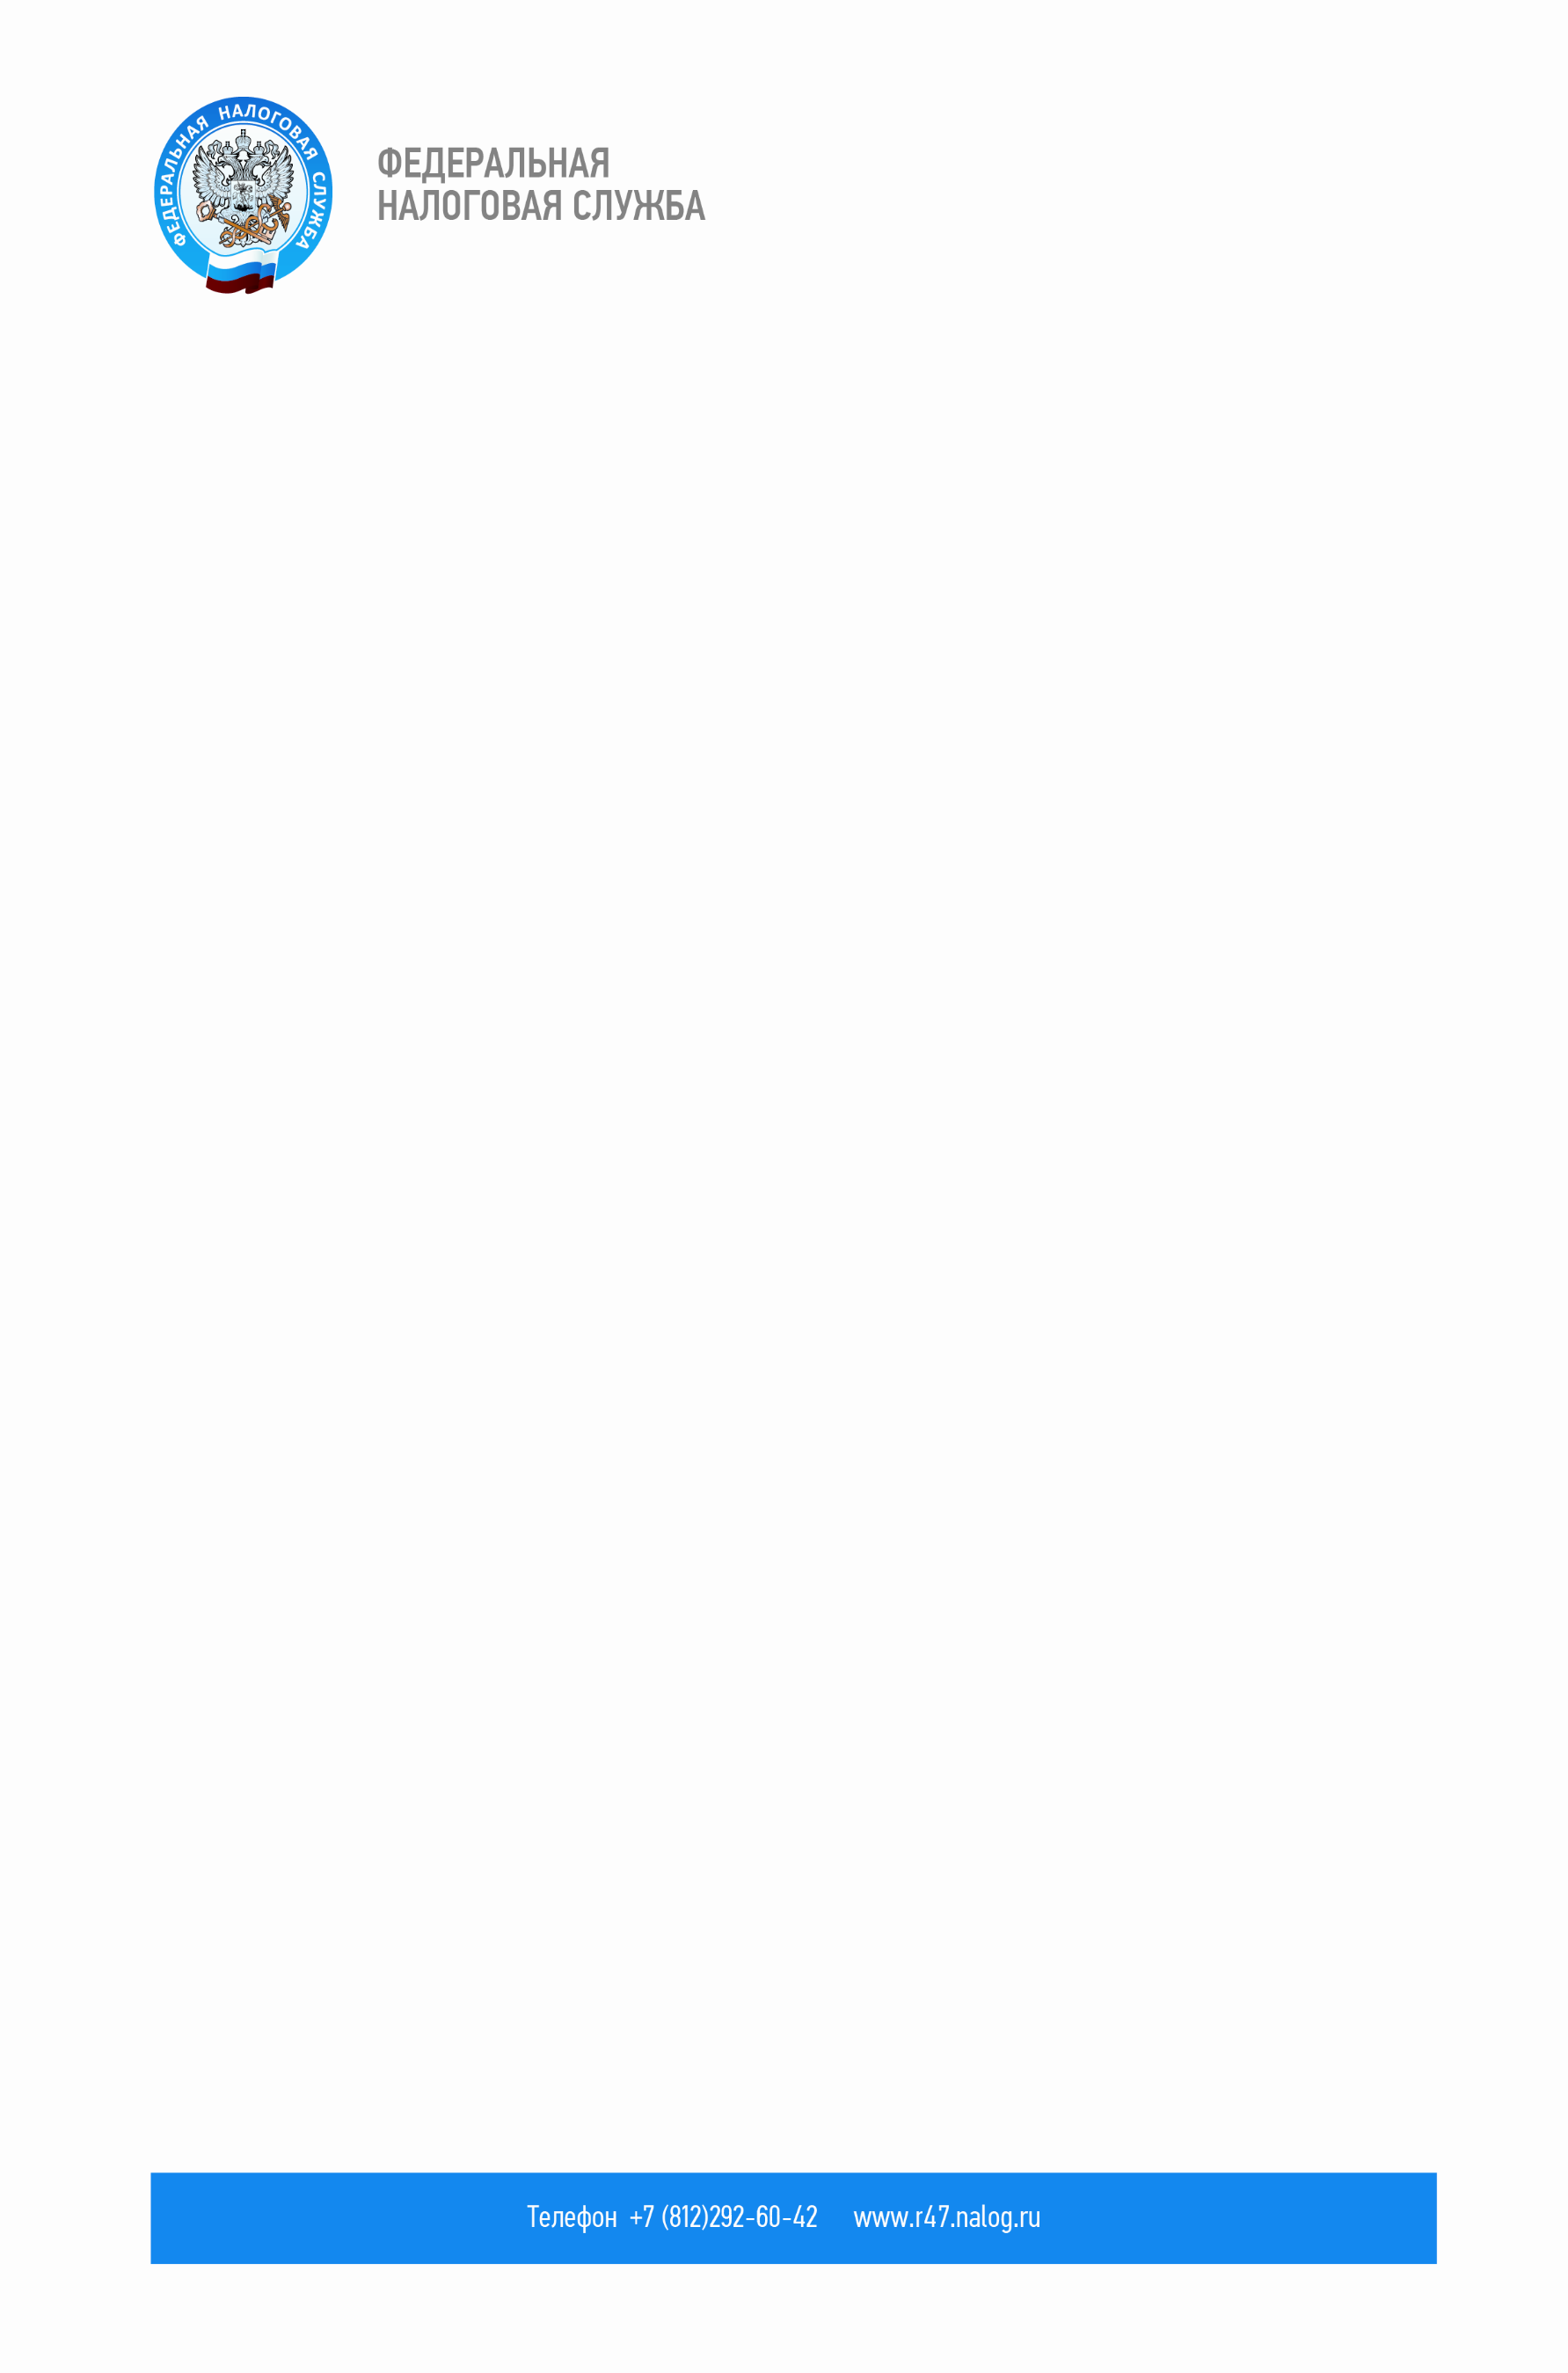 ФЕДЕРАЛЬНАЯ НАЛОГОВАЯ СЛУЖБА
ФЕДЕРАЛЬНАЯ
НАЛОГОВАЯ СЛУЖБА
Телефон +7 (812)292-60-42 www.r47.nalog.ru